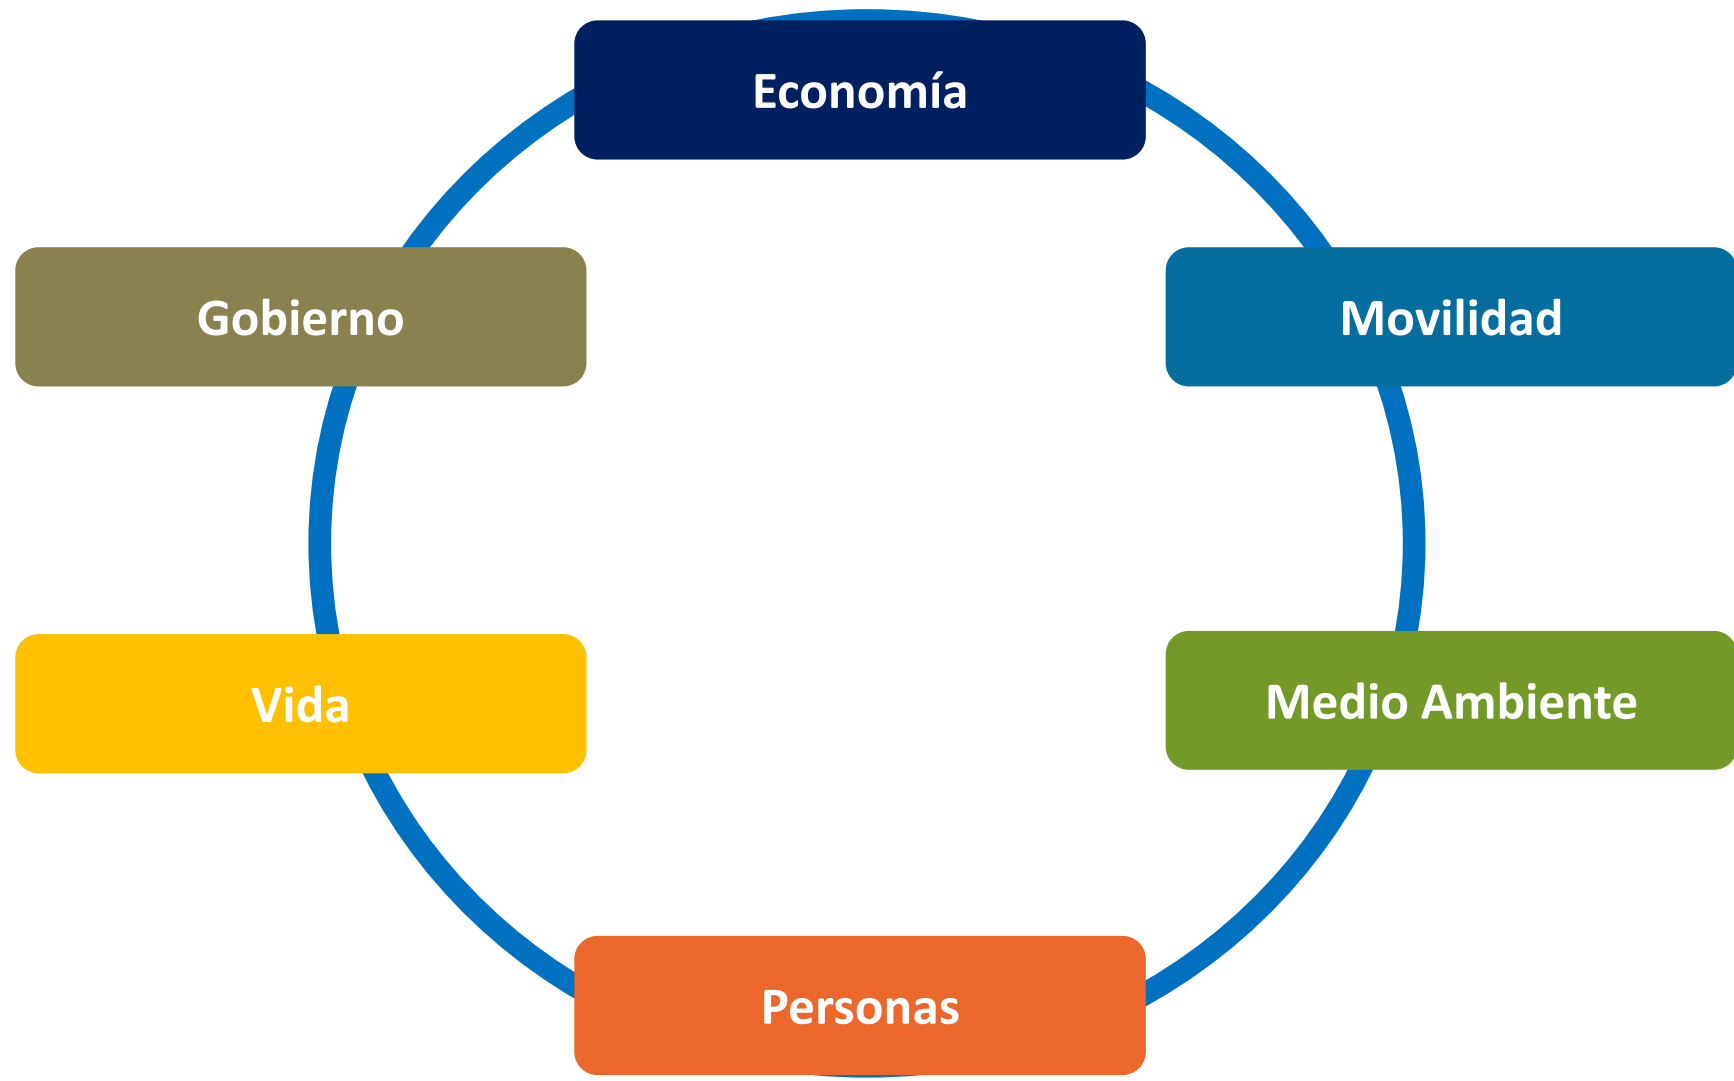 Economía
Gobierno
Movilidad
Vida
Medio Ambiente
Personas